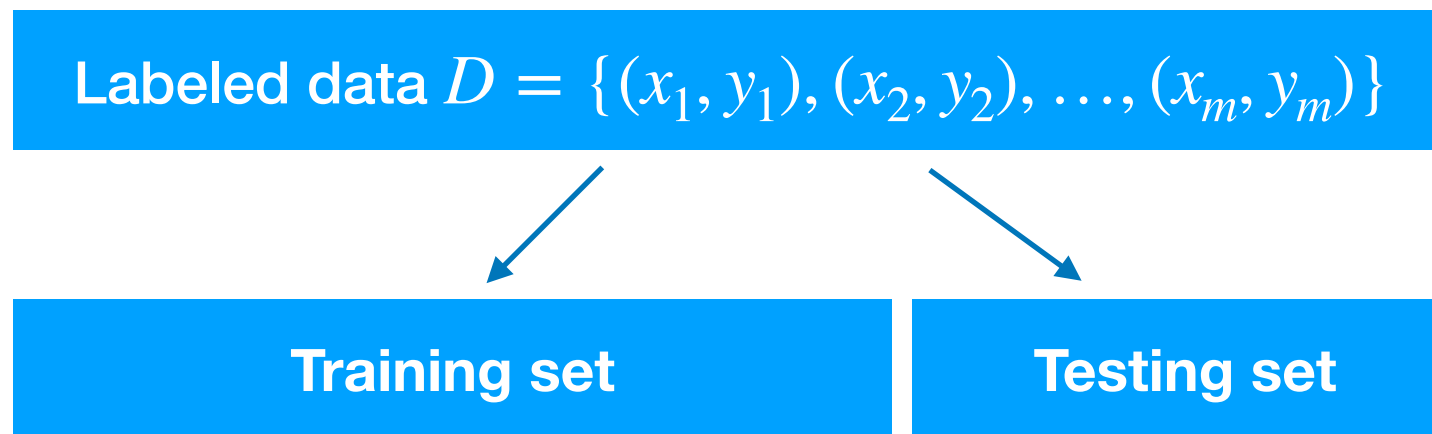 Labeled data D = {(x₁, y₁), (x₂, y₂), …, (xₘ, yₘ)}
Training set
Testing set